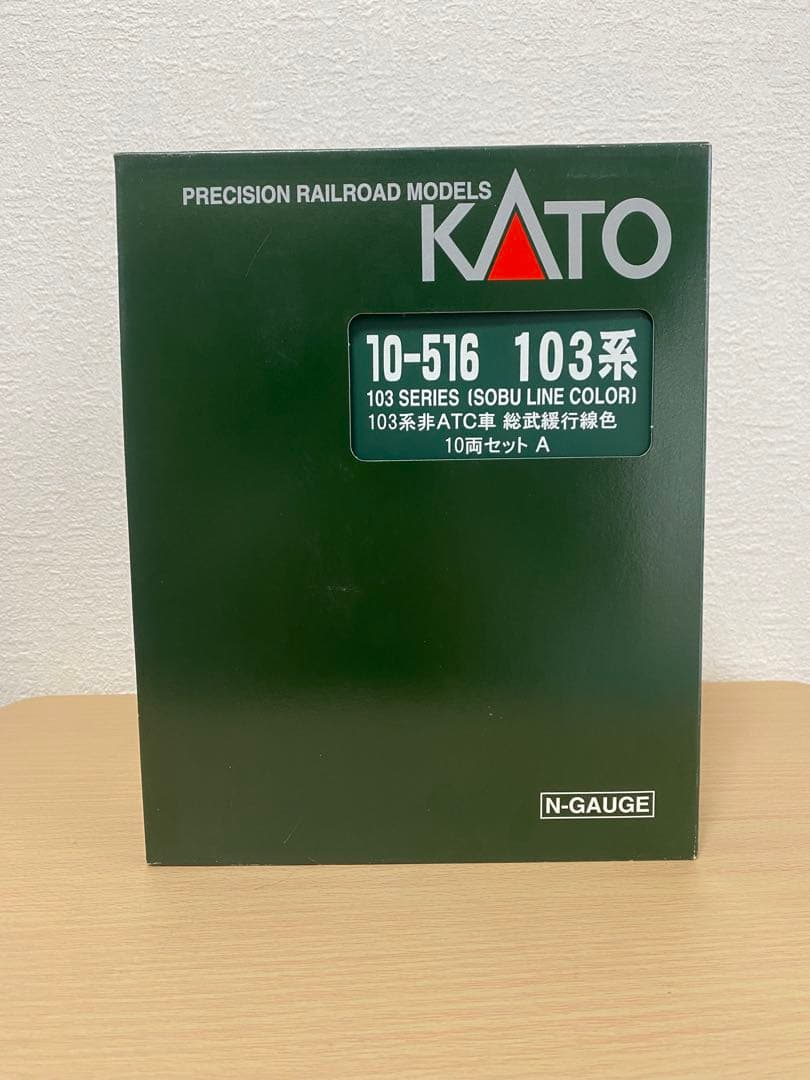 PRECISION RAILROAD MODELS
KATO
10-516 103系
103 SERIES (SOBU LINE COLOR)
103系非ATC車 総武緩行線色
10両セット A
N-GAUGE